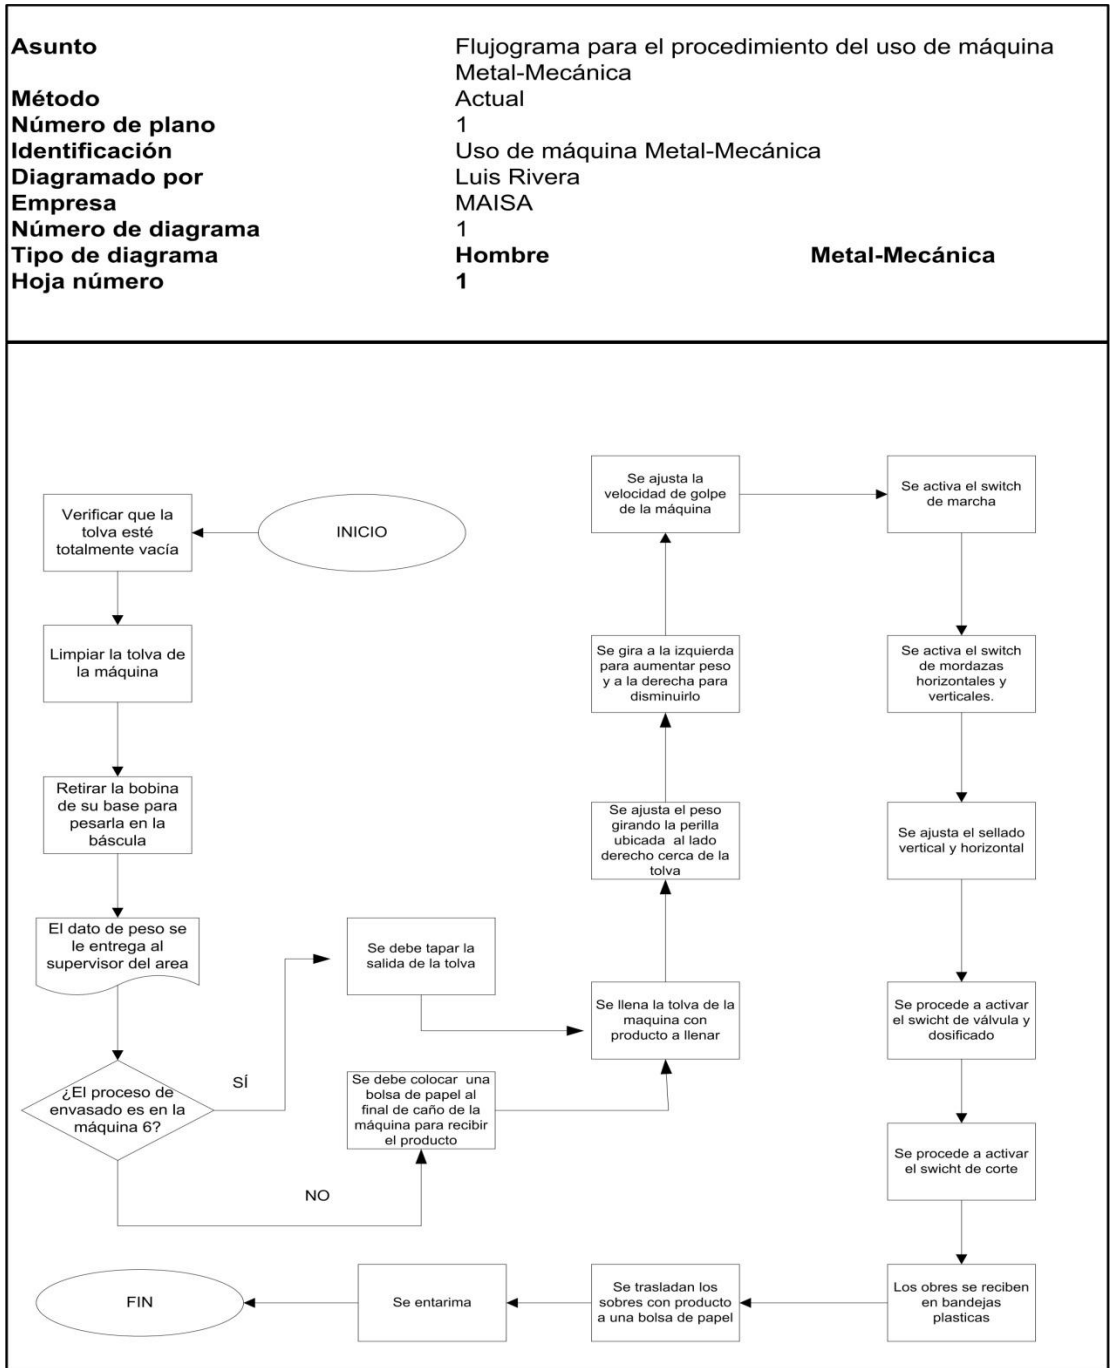 Asunto Flujograma para el procedimiento del uso de máquina
Metal-Mecánica
Método Actual
Número de plano 1
Identificación Uso de máquina Metal-Mecánica
Diagramado por Luis Rivera
Empresa MAISA
Número de diagrama 1
Tipo de diagrama Hombre Metal-Mecánica
Hoja número 1
INICIO
Verificar que la
tolva esté
totalmente vacía
Limpiar la tolva de
la máquina
Retirar la bobina
de su base para
pesarla en la
báscula
El dato de peso se
le entrega al
supervisor del area
¿El proceso de
envasado es en la
máquina 6?
SÍ
Se debe tapar la
salida de la tolva
NO
Se debe colocar una
bolsa de papel al
final de caño de la
máquina para recibir
el producto
Se llena la tolva de la
maquina con
producto a llenar
Se ajusta el peso
girando la perilla
ubicada al lado
derecho cerca de la
tolva
Se gira a la izquierda
para aumentar peso
y a la derecha para
disminuirlo
Se ajusta la
velocidad de golpe
de la máquina
Se activa el switch
de marcha
Se activa el switch
de mordazas
horizontales y
verticales.
Se ajusta el sellado
vertical y horizontal
Se procede a activar
el swicht de válvula y
dosificado
Se procede a activar
el swicht de corte
Los obres se reciben
en bandejas
plasticas
Se trasladan los
sobres con producto
a una bolsa de papel
Se entarima
FIN